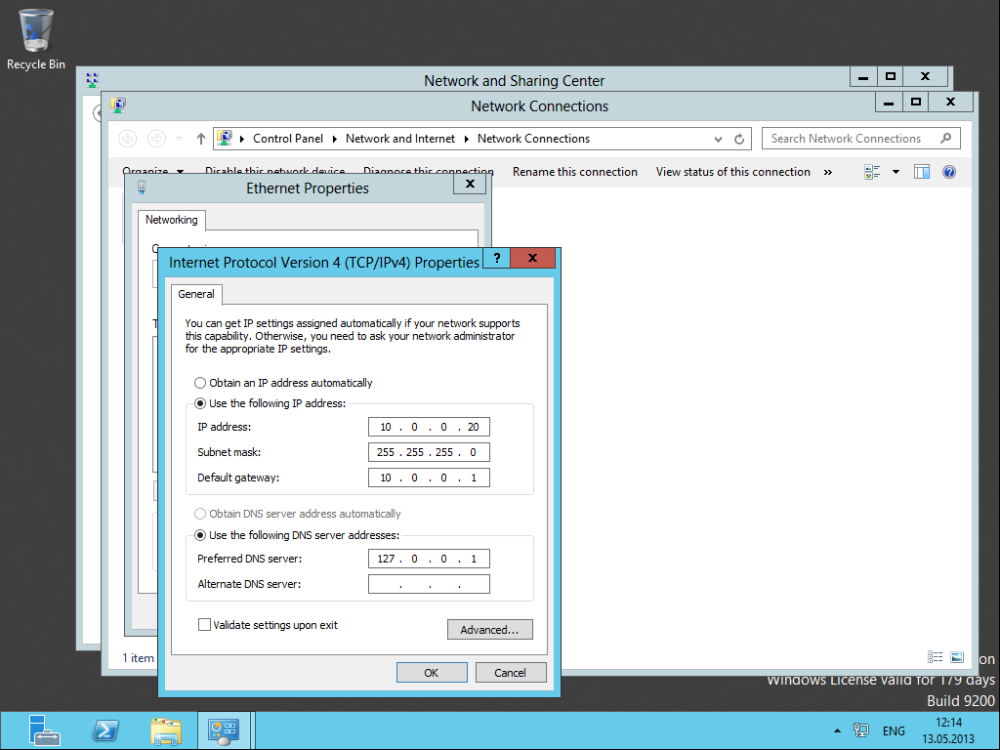 Recycle Bin
Network and Sharing Center
Network Connections
Control Panel Network and Internet Network Connections
Search Network Connections
Organize Disable this network device Diagnose this connection Rename this connection View status of this connection »
Ethernet Properties
Networking
Internet Protocol Version 4 (TCP/IPv4) Properties ?
General
You can get IP settings assigned automatically if your network supports
this capability. Otherwise, you need to ask your network administrator
for the appropriate IP settings.
Obtain an IP address automatically
Use the following IP address:
IP address: 10 . 0 . 0 . 20
Subnet mask: 255 . 255 . 255 . 0
Default gateway: 10 . 0 . 0 . 1
Obtain DNS server address automatically
Use the following DNS server addresses:
Preferred DNS server: 127 . 0 . 0 . 1
Alternate DNS server: . . .
Validate settings upon exit
Advanced...
OK Cancel
1 item
on
Windows License valid for 179 days
Build 9200
ENG
12:14
13.05.2013